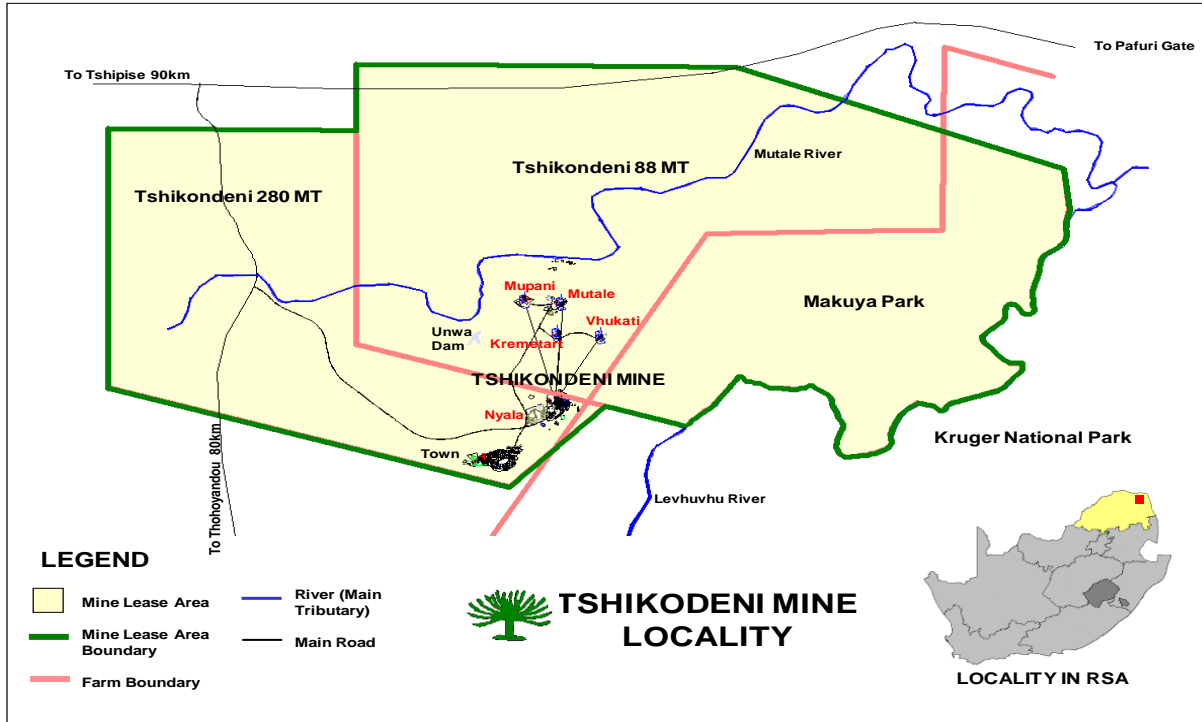 To Pafuri Gate
To Tshipise 90km
Mutale River
Tshikondeni 88 MT
Tshikondeni 280 MT
Mupani
Mutale
Makuya Park
Vhukati
Unwa
Dam
Kremetart
TSHIKONDENI MINE
Nyala
Kruger National Park
Town
Levhuvhu River
To Thohoyandou 80km
LEGEND
Mine Lease Area
River (Main
Tributary)
Mine Lease Area
Boundary
Main Road
Farm Boundary
TSHIKODENI MINE
LOCALITY
LOCALITY IN RSA